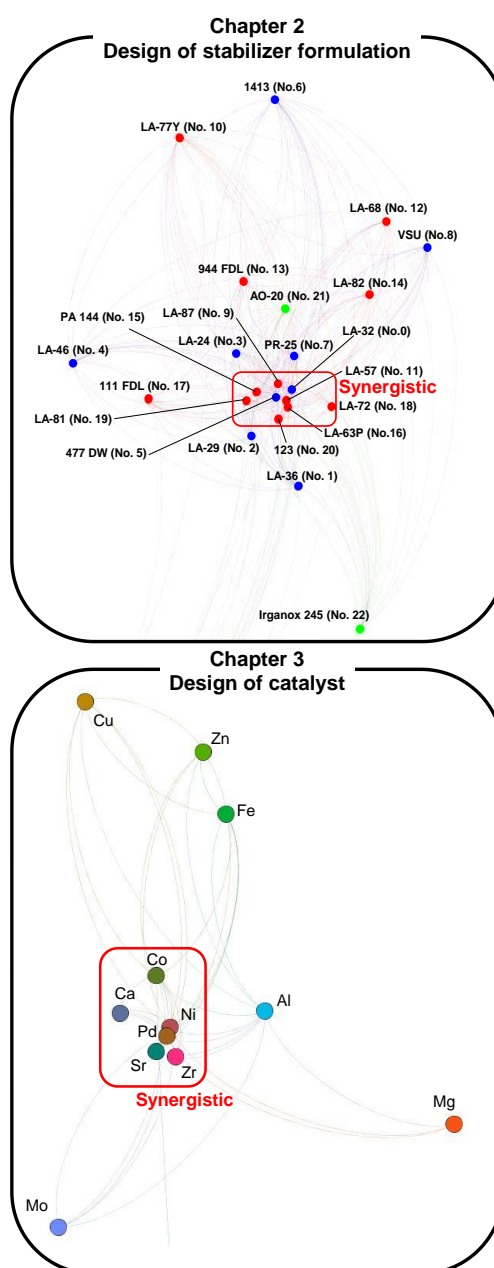 Chapter 2
Design of stabilizer formulation
1413 (No.6)
LA-77Y (No. 10)
LA-68 (No. 12)
VSU (No.8)
944 FDL (No. 13)
LA-82 (No.14)
AO-20 (No. 21)
PA 144 (No. 15)
LA-87 (No. 9)
LA-32 (No.0)
LA-24 (No.3)
PR-25 (No.7)
LA-46 (No. 4)
LA-57 (No. 11)
Synergistic
111 FDL (No. 17)
LA-72 (No. 18)
LA-81 (No. 19)
LA-63P (No.16)
477 DW (No. 5)
LA-29 (No. 2)
123 (No. 20)
LA-36 (No. 1)
Irganox 245 (No. 22)
Chapter 3
Design of catalyst
Cu
Zn
Fe
Co
Ca
Ni
Al
Pd
Sr
Zr
Synergistic
Mg
Mo